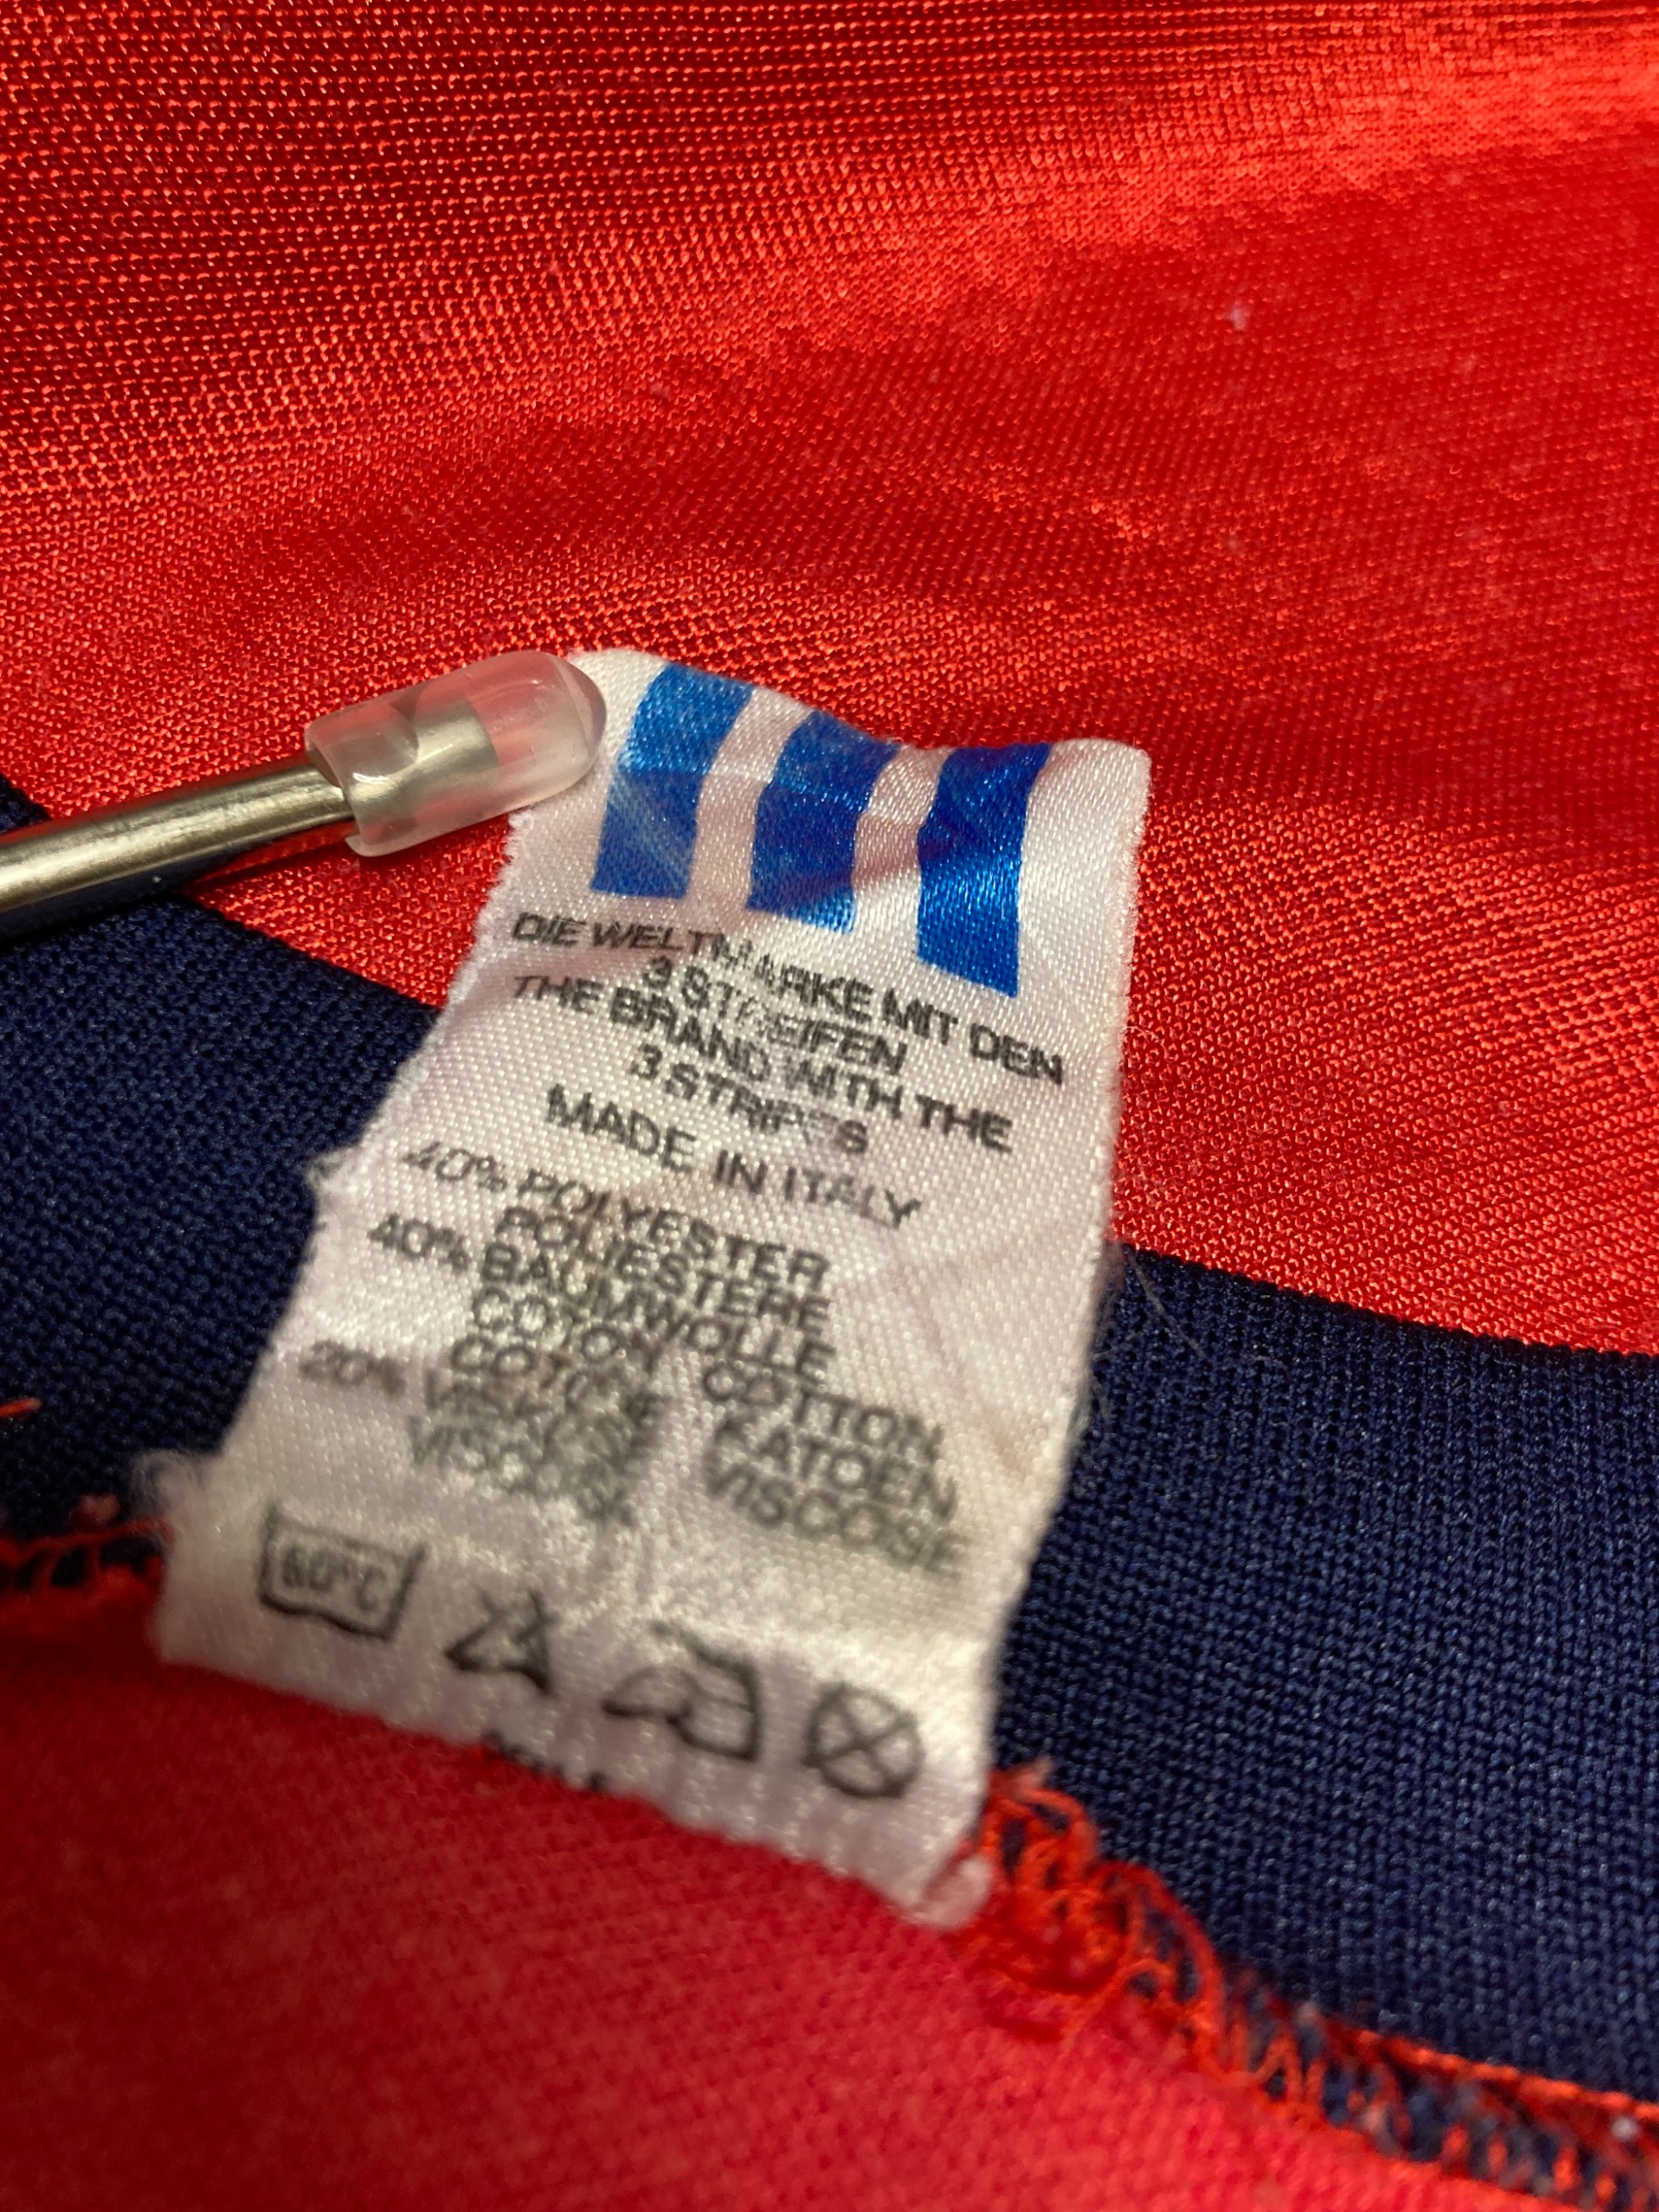 DIE WELTMARKE MIT DEN
3 STREIFEN
THE BRAND WITH THE
3 STRIPES
MADE IN ITALY
40% POLYESTER
POLIESTERE
40% BAUMWOLLE
COTON COTTON
COTONE KATOEN
20% VISKOSE VISCOSE
VISCOSA
60°C